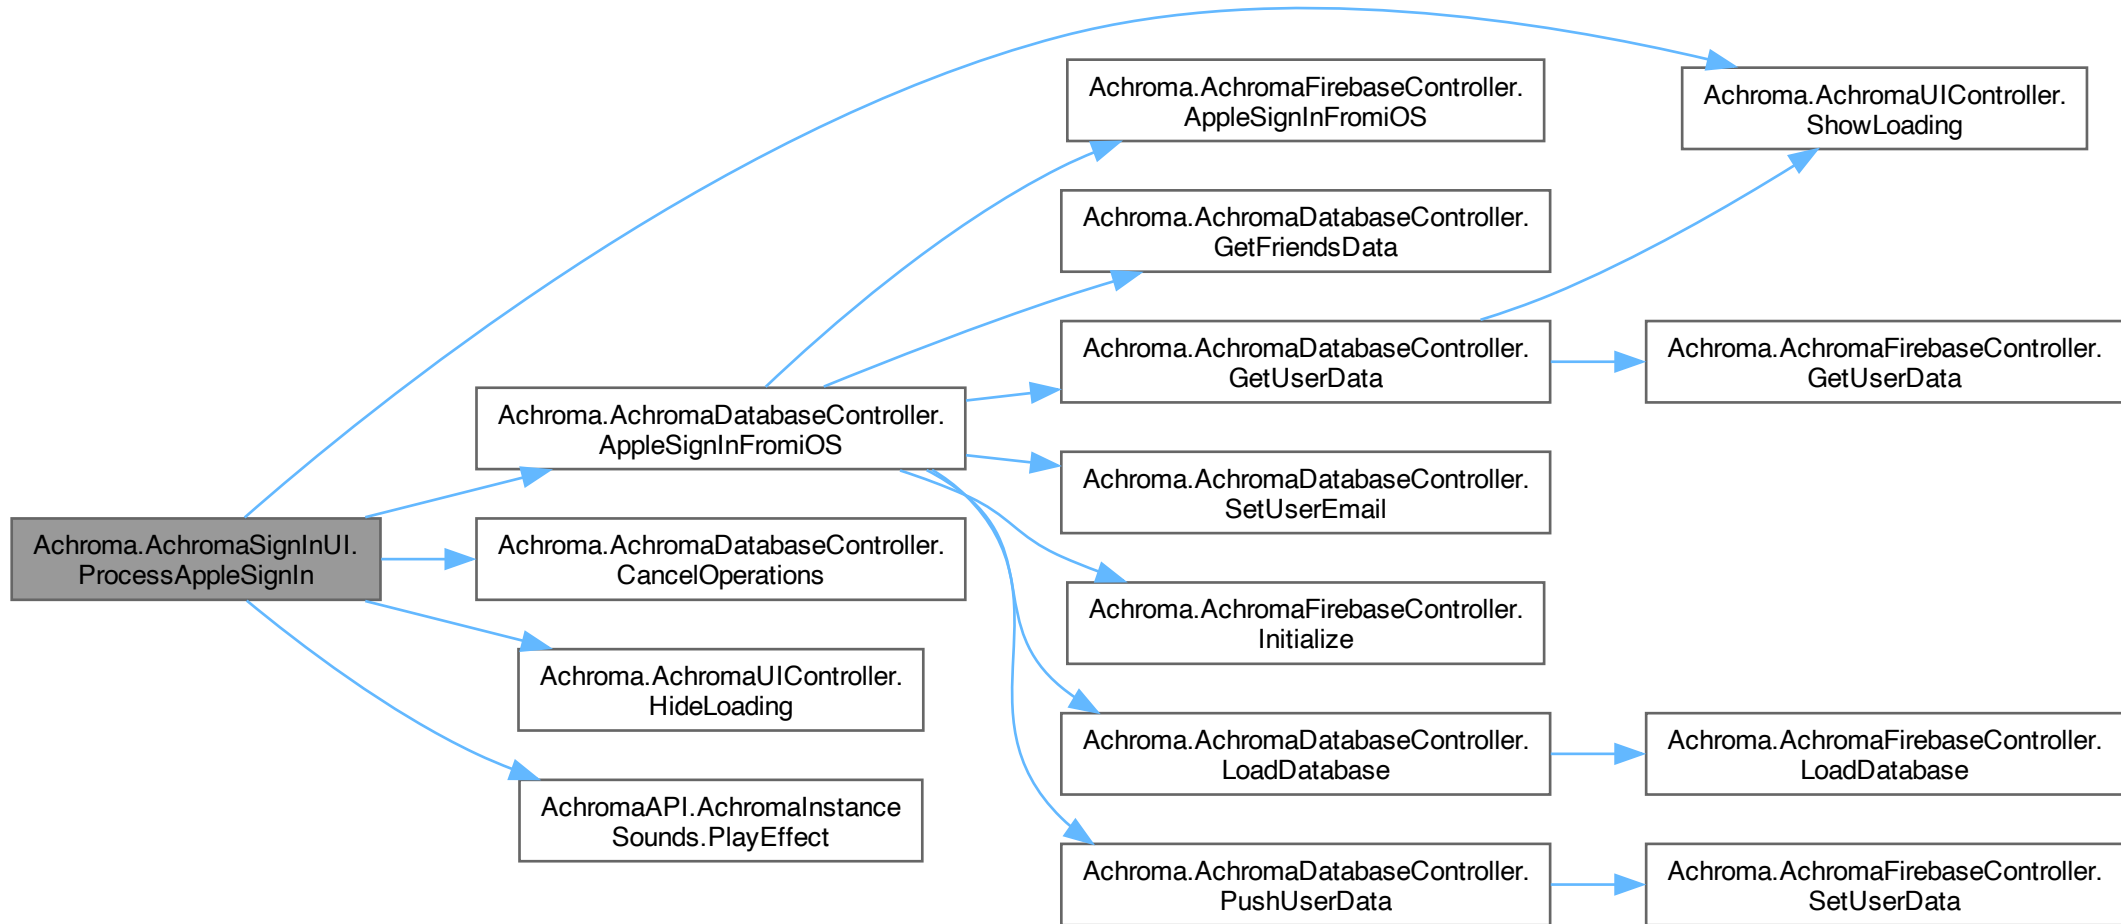 Achroma.AchromaSignInUI.
ProcessAppleSignIn
Achroma.AchromaDatabaseController.
AppleSignInFromiOS
Achroma.AchromaDatabaseController.
CancelOperations
Achroma.AchromaUIController.
HideLoading
AchromaAPI.AchromaInstance
Sounds.PlayEffect
Achroma.AchromaFirebaseController.
AppleSignInFromiOS
Achroma.AchromaDatabaseController.
GetFriendsData
Achroma.AchromaDatabaseController.
GetUserData
Achroma.AchromaDatabaseController.
SetUserEmail
Achroma.AchromaFirebaseController.
Initialize
Achroma.AchromaDatabaseController.
LoadDatabase
Achroma.AchromaDatabaseController.
PushUserData
Achroma.AchromaUIController.
ShowLoading
Achroma.AchromaFirebaseController.
GetUserData
Achroma.AchromaFirebaseController.
LoadDatabase
Achroma.AchromaFirebaseController.
SetUserData